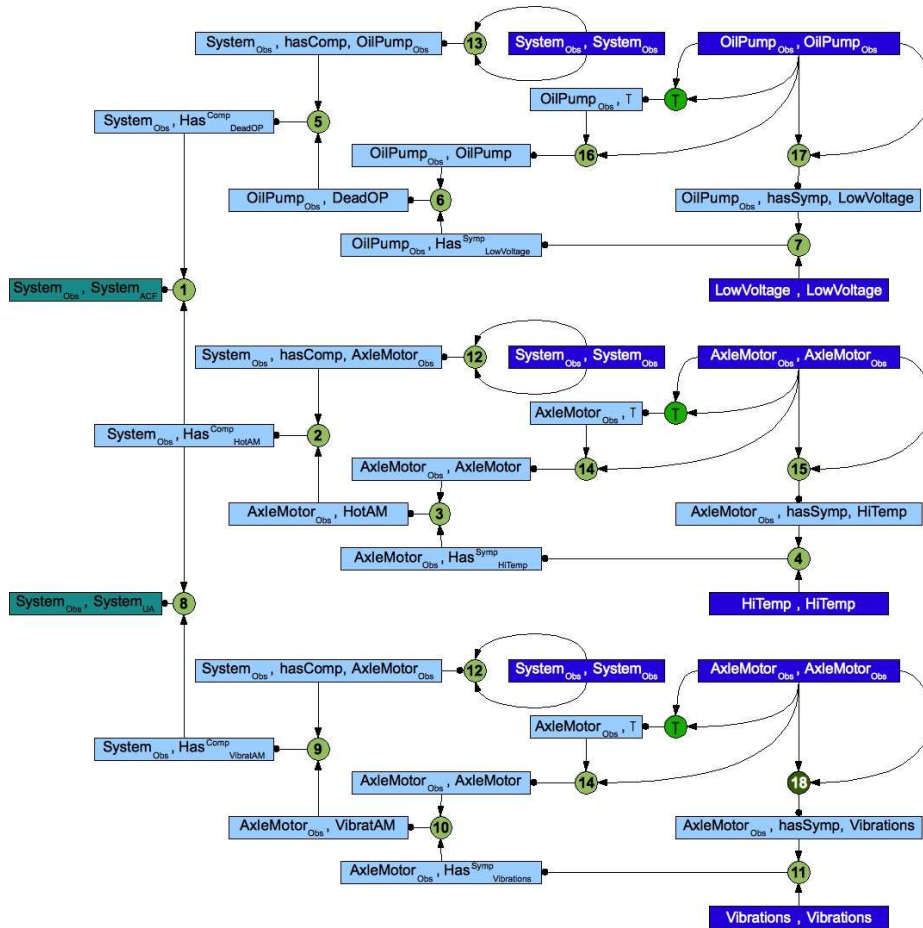 System Obs , hasComp, OilPump Obs
13
System Obs , System Obs
OilPump Obs , OilPump Obs
OilPump Obs , T
T
System Obs , Has Comp DeadOP
5
OilPump Obs , OilPump
16
17
OilPump Obs , DeadOP
6
OilPump Obs , hasSymp, LowVoltage
OilPump Obs , Has Symp LowVoltage
7
System Obs , System ACF
1
LowVoltage , LowVoltage
System Obs , hasComp, AxleMotor Obs
12
System Obs , System Obs
AxleMotor Obs , AxleMotor Obs
AxleMotor Obs , T
T
System Obs , Has Comp HotAM
2
AxleMotor Obs , AxleMotor
14
15
AxleMotor Obs , HotAM
3
AxleMotor Obs , hasSymp, HiTemp
AxleMotor Obs , Has Symp HiTemp
4
System Obs , System UA
8
HiTemp , HiTemp
System Obs , hasComp, AxleMotor Obs
12
System Obs , System Obs
AxleMotor Obs , AxleMotor Obs
AxleMotor Obs , T
T
System Obs , Has Comp VibratAM
9
AxleMotor Obs , AxleMotor
14
18
AxleMotor Obs , VibratAM
10
AxleMotor Obs , hasSymp, Vibrations
AxleMotor Obs , Has Symp Vibrations
11
Vibrations , Vibrations